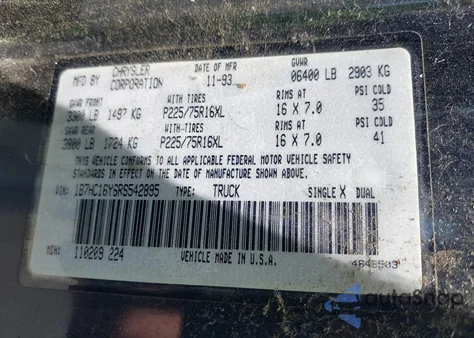 MFD BY CHRYSLER CORPORATION DATE OF MFR 11-93 GVWR 06400 LB 2903 KG
GAWR FRONT WITH TIRES RIMS AT PSI COLD
3300 LB 1497 KG P225/75R16XL 16 X 7.0 35
GAWR REAR WITH TIRES RIMS AT PSI COLD
3800 LB 1724 KG P225/75R16XL 16 X 7.0 41
THIS VEHICLE CONFORMS TO ALL APPLICABLE FEDERAL MOTOR VEHICLE SAFETY
STANDARDS IN EFFECT ON THE DATE OF MANUFACTURE SHOWN ABOVE
VIN: 1B7HC16Y9RS542895 TYPE: TRUCK SINGLE X DUAL
110209 224 VEHICLE MADE IN U.S.A. 4648503
autoSnap